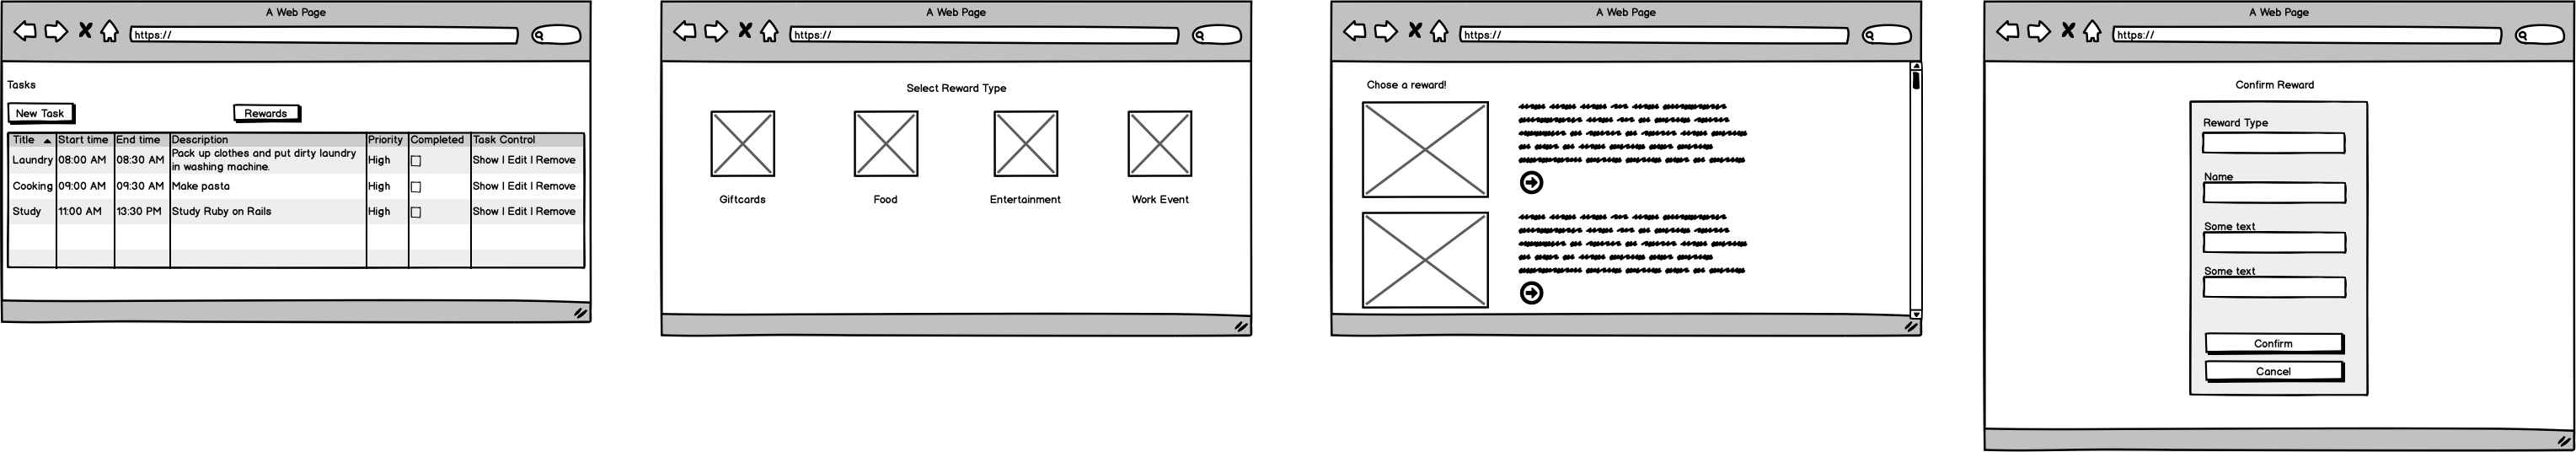 A Web Page
https://
Tasks
New Task
Rewards
Title Start time End time Description Priority Completed Task Control
Laundry 08:00 AM 08:30 AM Pack up clothes and put dirty laundry in washing machine. High Show | Edit | Remove
Cooking 09:00 AM 09:30 AM Make pasta High Show | Edit | Remove
Study 11:00 AM 13:30 PM Study Ruby on Rails High Show | Edit | Remove
A Web Page
https://
Select Reward Type
Giftcards
Food
Entertainment
Work Event
A Web Page
https://
Chose a reward!
A Web Page
https://
Confirm Reward
Reward Type
Name
Some text
Some text
Confirm
Cancel